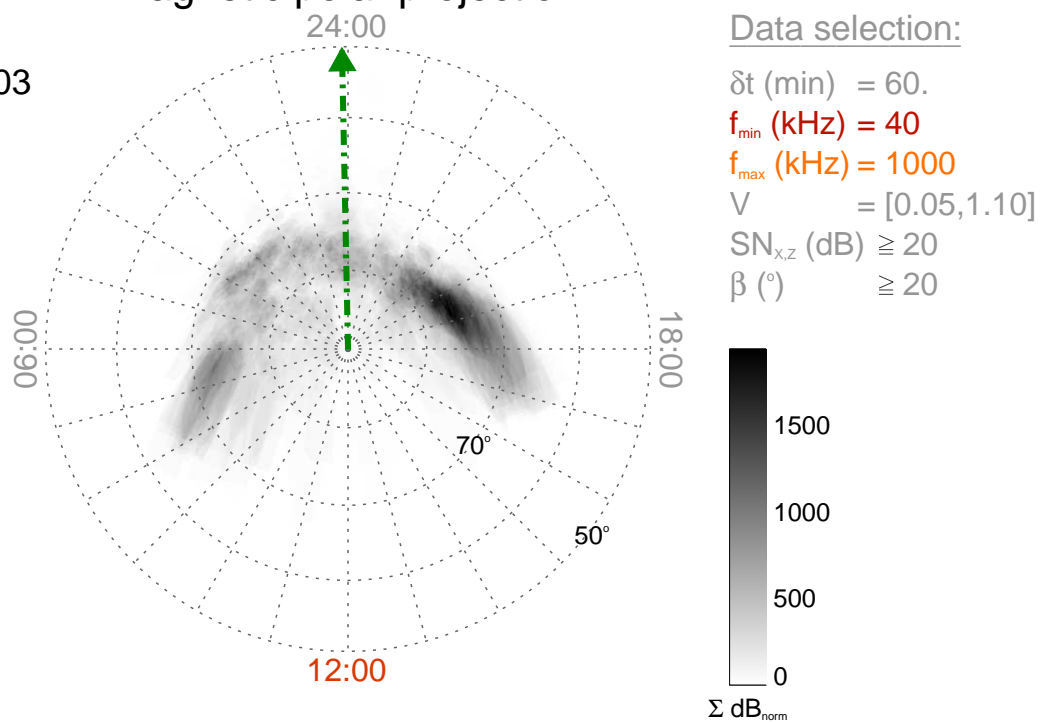 24:00
03
06:00
18:00
70°
50°
12:00
Data selection:
δt (min) = 60.
fmin (kHz) = 40
fmax (kHz) = 1000
V = [0.05,1.10]
SNX,Z (dB) ≧ 20
β (°) ≧ 20
1500
1000
500
0
Σ dBnorm